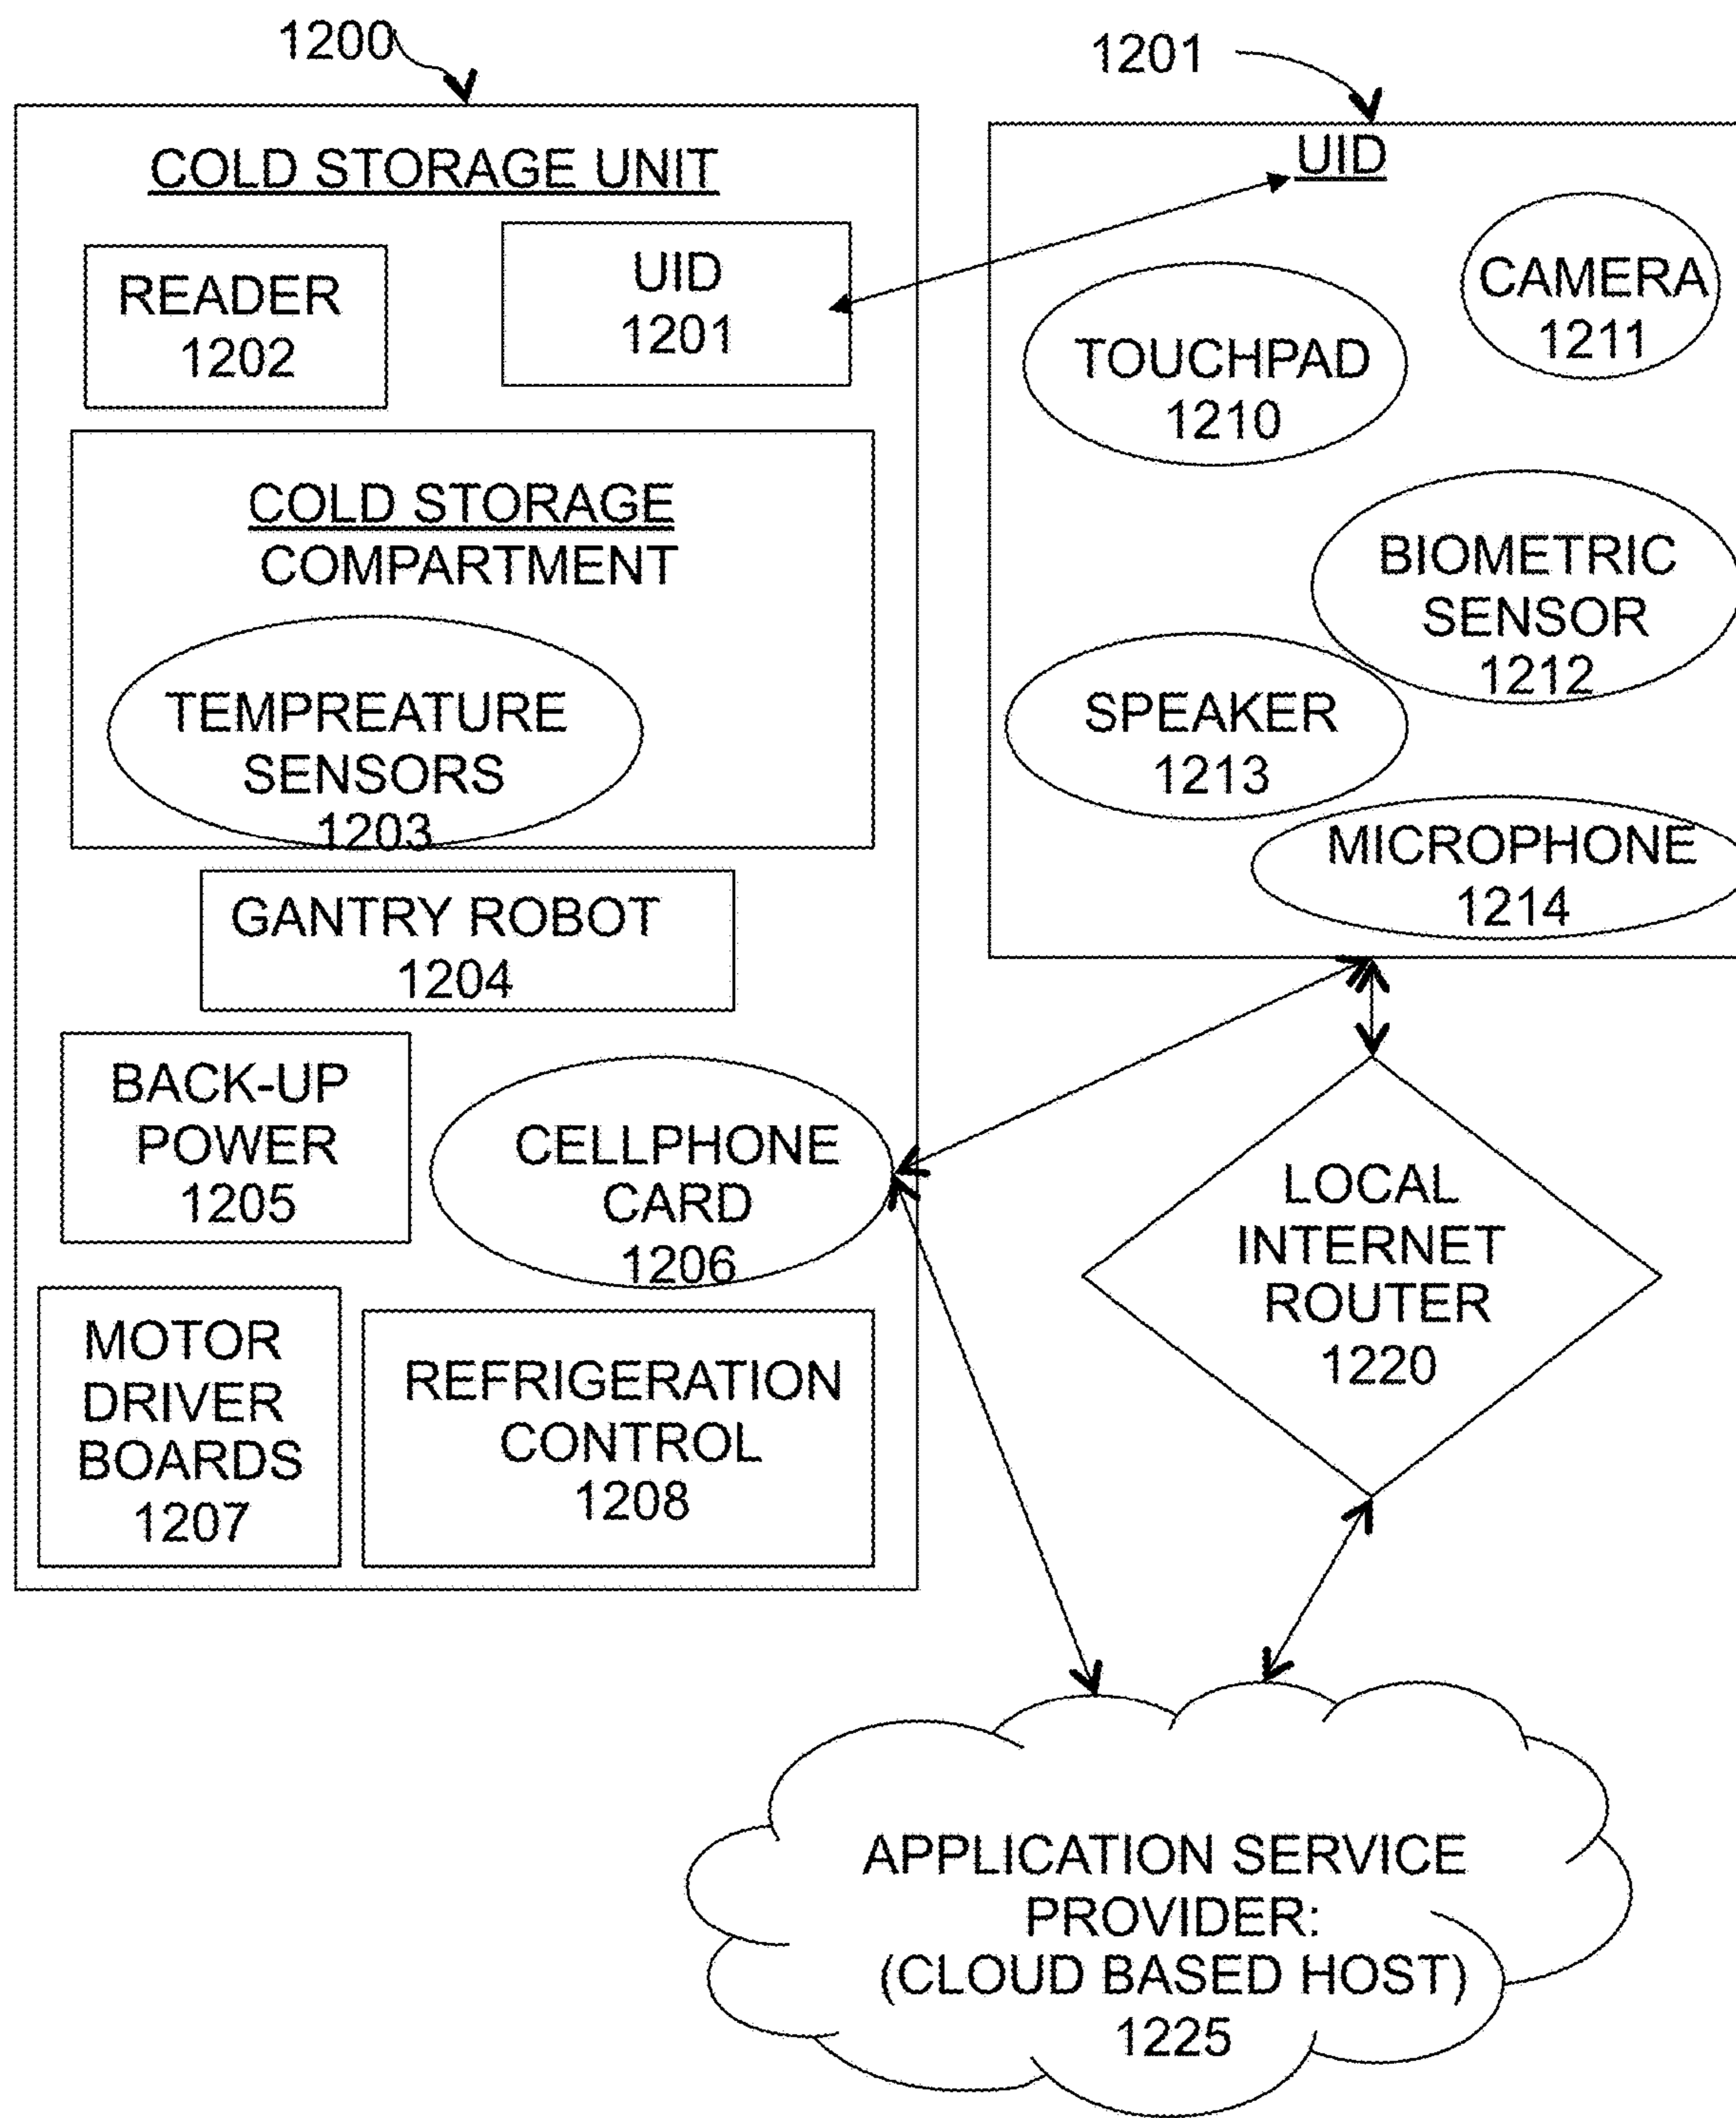 1200
COLD STORAGE UNIT
READER
1202
UID
1201
COLD STORAGE
COMPARTMENT
TEMPREATURE
SENSORS
1203
GANTRY ROBOT
1204
BACK-UP
POWER
1205
CELLPHONE
CARD
1206
MOTOR
DRIVER
BOARDS
1207
REFRIGERATION
CONTROL
1208
1201
UID
CAMERA
1211
TOUCHPAD
1210
BIOMETRIC
SENSOR
1212
SPEAKER
1213
MICROPHONE
1214
LOCAL
INTERNET
ROUTER
1220
APPLICATION SERVICE
PROVIDER:
(CLOUD BASED HOST)
1225